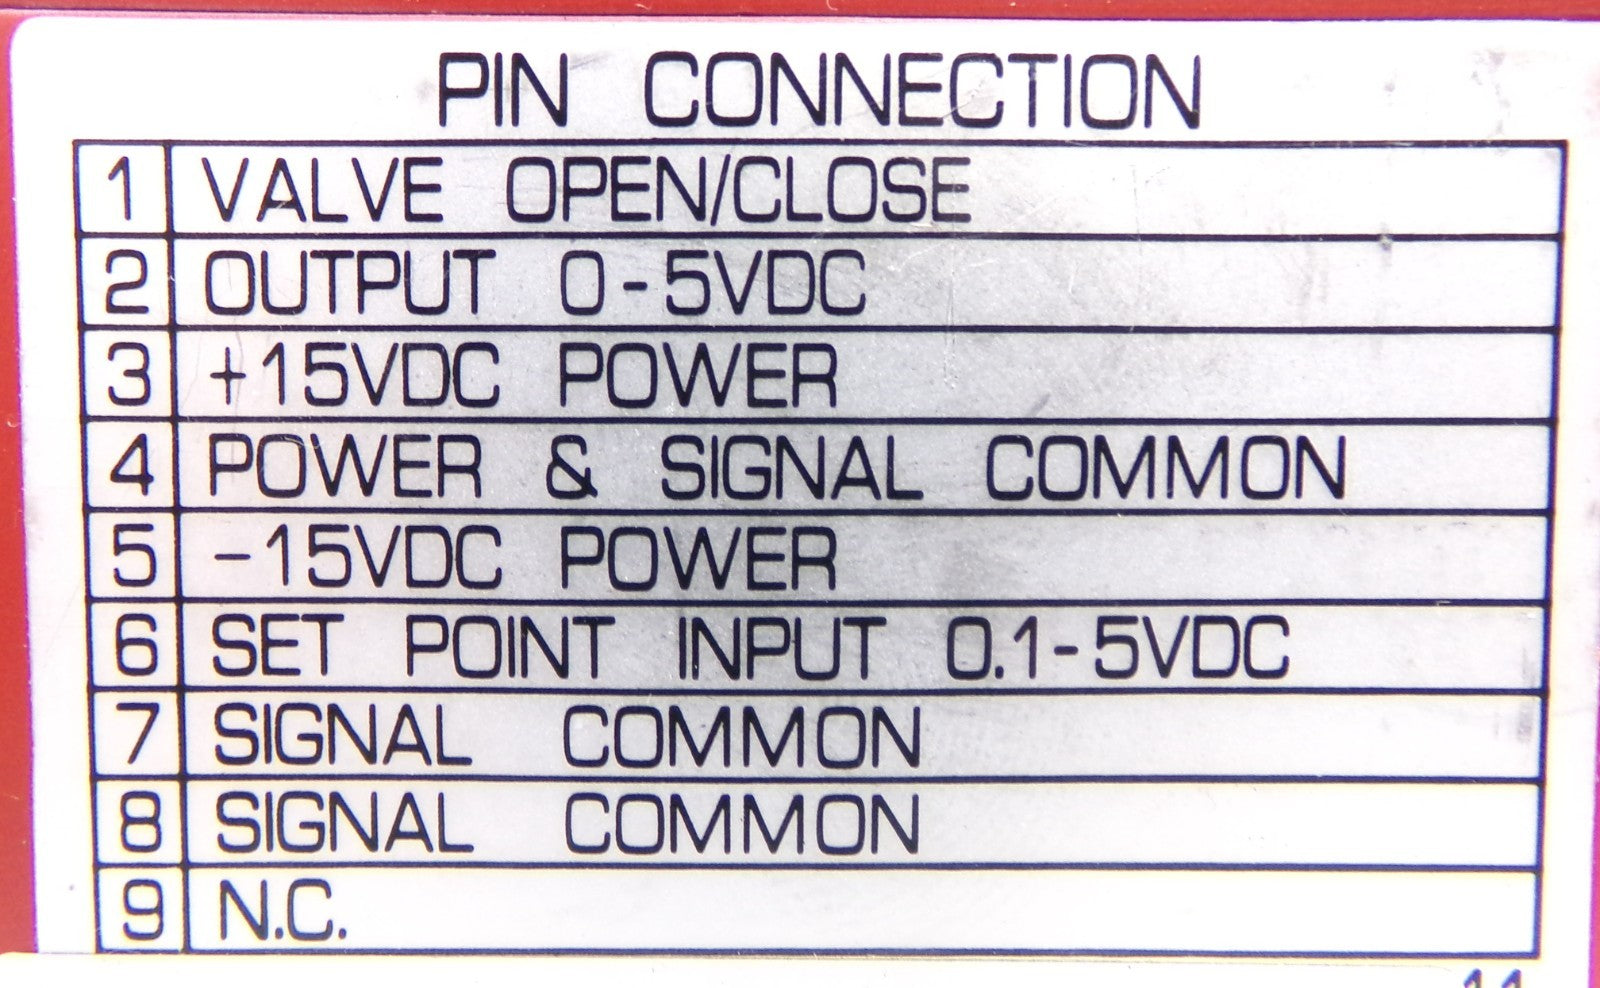 PIN CONNECTION
1 VALVE OPEN/CLOSE
2 OUTPUT 0-5VDC
3 +15VDC POWER
4 POWER & SIGNAL COMMON
5 -15VDC POWER
6 SET POINT INPUT 0.1-5VDC
7 SIGNAL COMMON
8 SIGNAL COMMON
9 N.C.